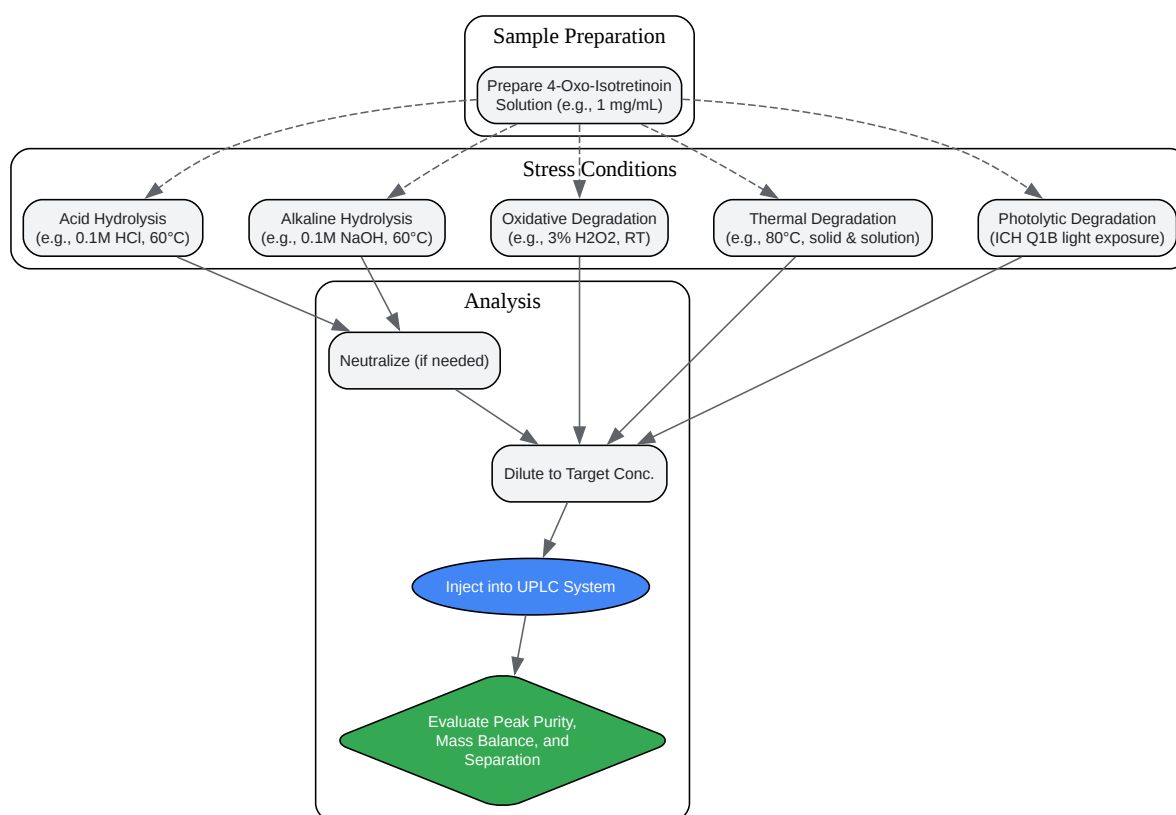 Sample Preparation
Prepare 4-Oxo-Isotretinoin
Solution (e.g., 1 mg/mL)
Stress Conditions
Acid Hydrolysis
(e.g., 0.1M HCl, 60°C)
Alkaline Hydrolysis
(e.g., 0.1M NaOH, 60°C)
Oxidative Degradation
(e.g., 3% H2O2, RT)
Thermal Degradation
(e.g., 80°C, solid & solution)
Photolytic Degradation
(ICH Q1B light exposure)
Analysis
Neutralize (if needed)
Dilute to Target Conc.
Inject into UPLC System
Evaluate Peak Purity,
Mass Balance, and
Separation